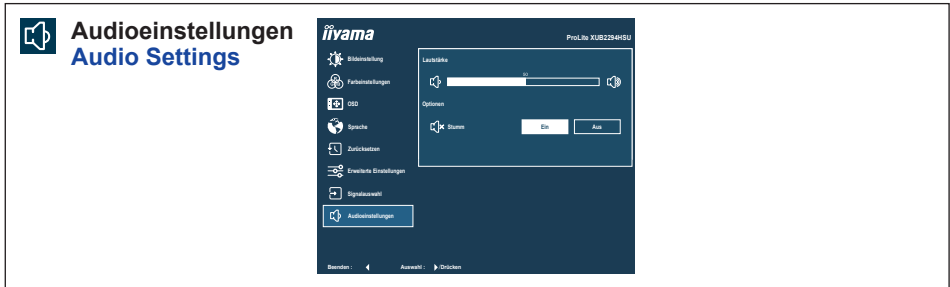 Audioeinstellungen
Audio Settings
iiyama
ProLite XUB2294HSU
Bildeinstellung
Farbeinstellungen
OSD
Sprache
Zurücksetzen
Erweiterte Einstellungen
Signalauswahl
Audioeinstellungen
Lautstärke
50
Optionen
Stumm Ein Aus
Beenden : Auswahl : /Drücken